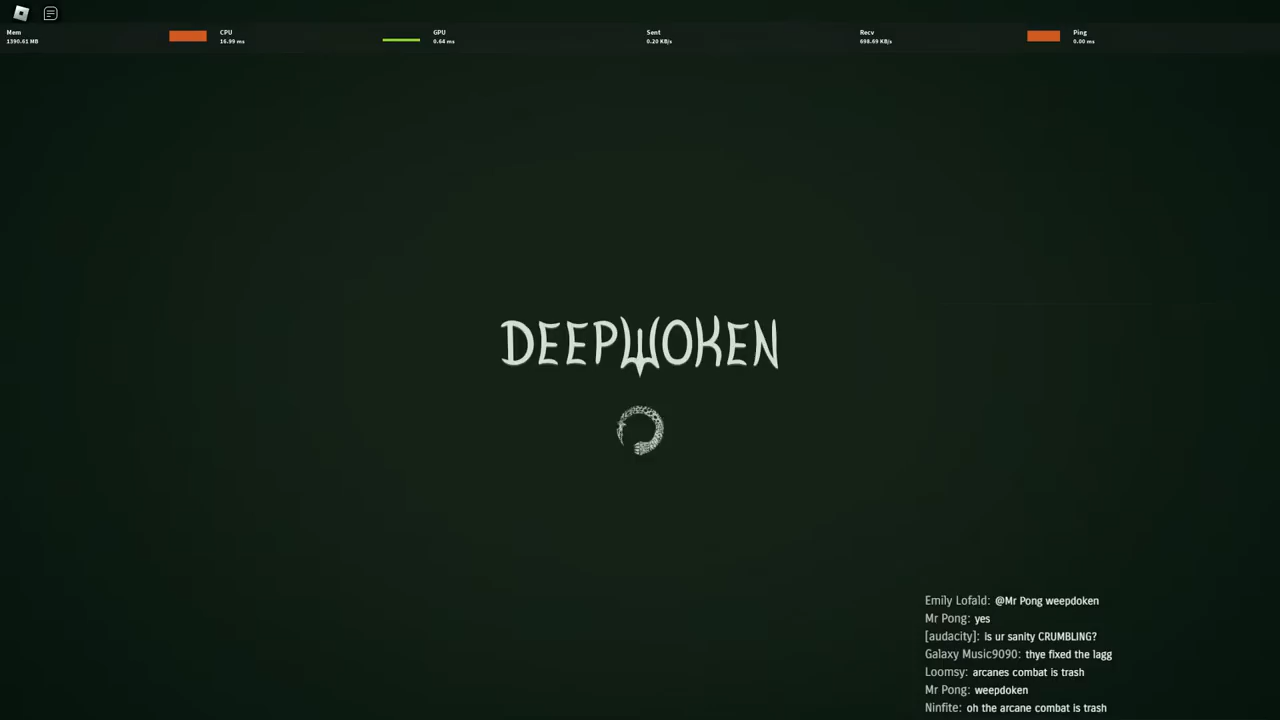 Mem CPU GPU Sent Recv Ping
1390.61 MB 16.99 ms 0.64 ms 0.20 KB/s 698.69 KB/s 0.00 ms
DEEPWOKEN
Emily Lofald: @Mr Pong weepdoken
Mr Pong: yes
[audacity]: is ur sanity CRUMBLING?
Galaxy Music9090: thye fixed the lagg
Loomsy: arcanes combat is trash
Mr Pong: weepdoken
Ninfite: oh the arcane combat is trash